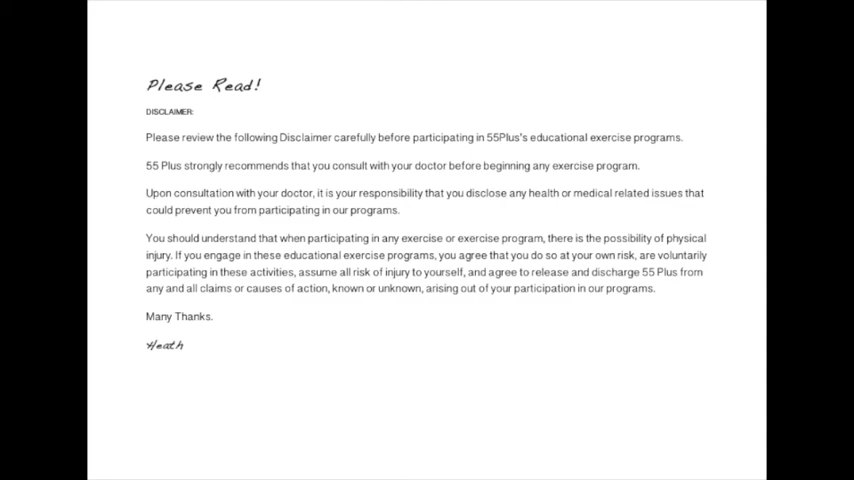 Please Read!
DISCLAIMER:
Please review the following Disclaimer carefully before participating in 55Plus's educational exercise programs.
55 Plus strongly recommends that you consult with your doctor before beginning any exercise program.
Upon consultation with your doctor, it is your responsibility that you disclose any health or medical related issues that
could prevent you from participating in our programs.
You should understand that when participating in any exercise or exercise program, there is the possibility of physical
injury. If you engage in these educational exercise programs, you agree that you do so at your own risk, are voluntarily
participating in these activities, assume all risk of injury to yourself, and agree to release and discharge 55 Plus from
any and all claims or causes of action, known or unknown, arising out of your participation in our programs.
Many Thanks.
Heath